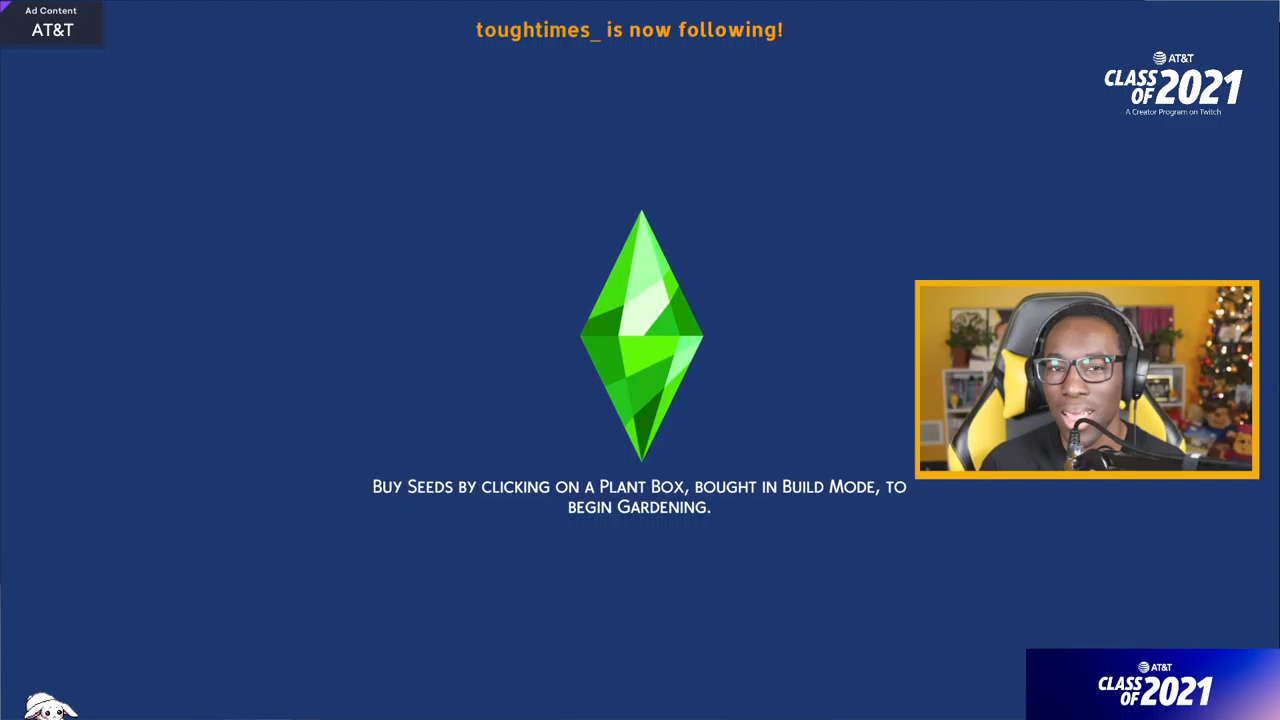 Ad Content
AT&T
toughtimes_ is now following!
AT&T
CLASS
OF 2021
A Creator Program on Twitch
BUY SEEDS BY CLICKING ON A PLANT BOX, BOUGHT IN BUILD MODE, TO
BEGIN GARDENING.
AT&T
CLASS
OF 2021